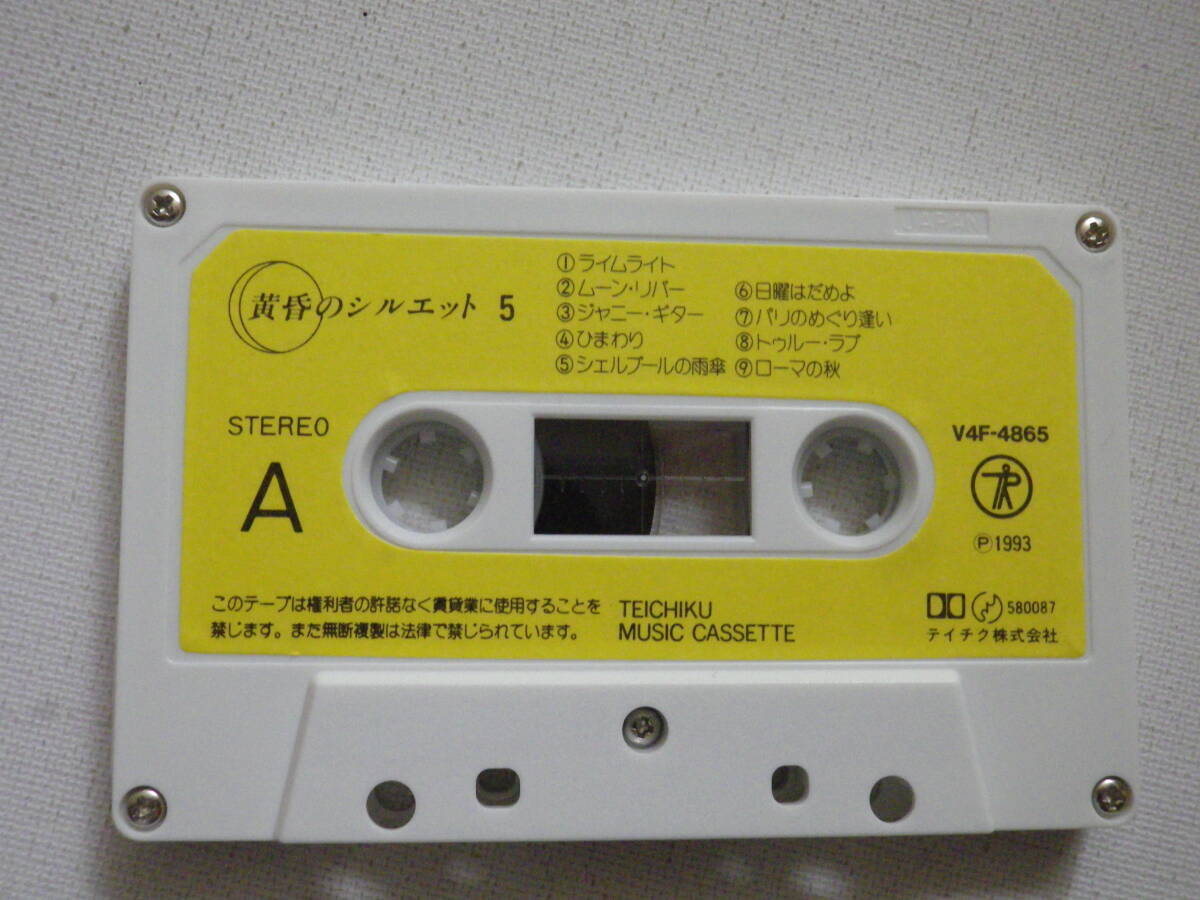 JAPAN
黄昏のシルエット 5
①ライムライト
②ムーン・リバー
③ジャニー・ギター
④ひまわり
⑤シェルブールの雨傘
⑥日曜はだめよ
⑦パリのめぐり逢い
⑧トゥルー・ラブ
⑨ローマの秋
STEREO
A
V4F-4865
Ⓟ1993
このテープは権利者の許諾なく賃貸業に使用することを
禁じます。また無断複製は法律で禁じられています。
TEICHIKU
MUSIC CASSETTE
580087
テイチク株式会社